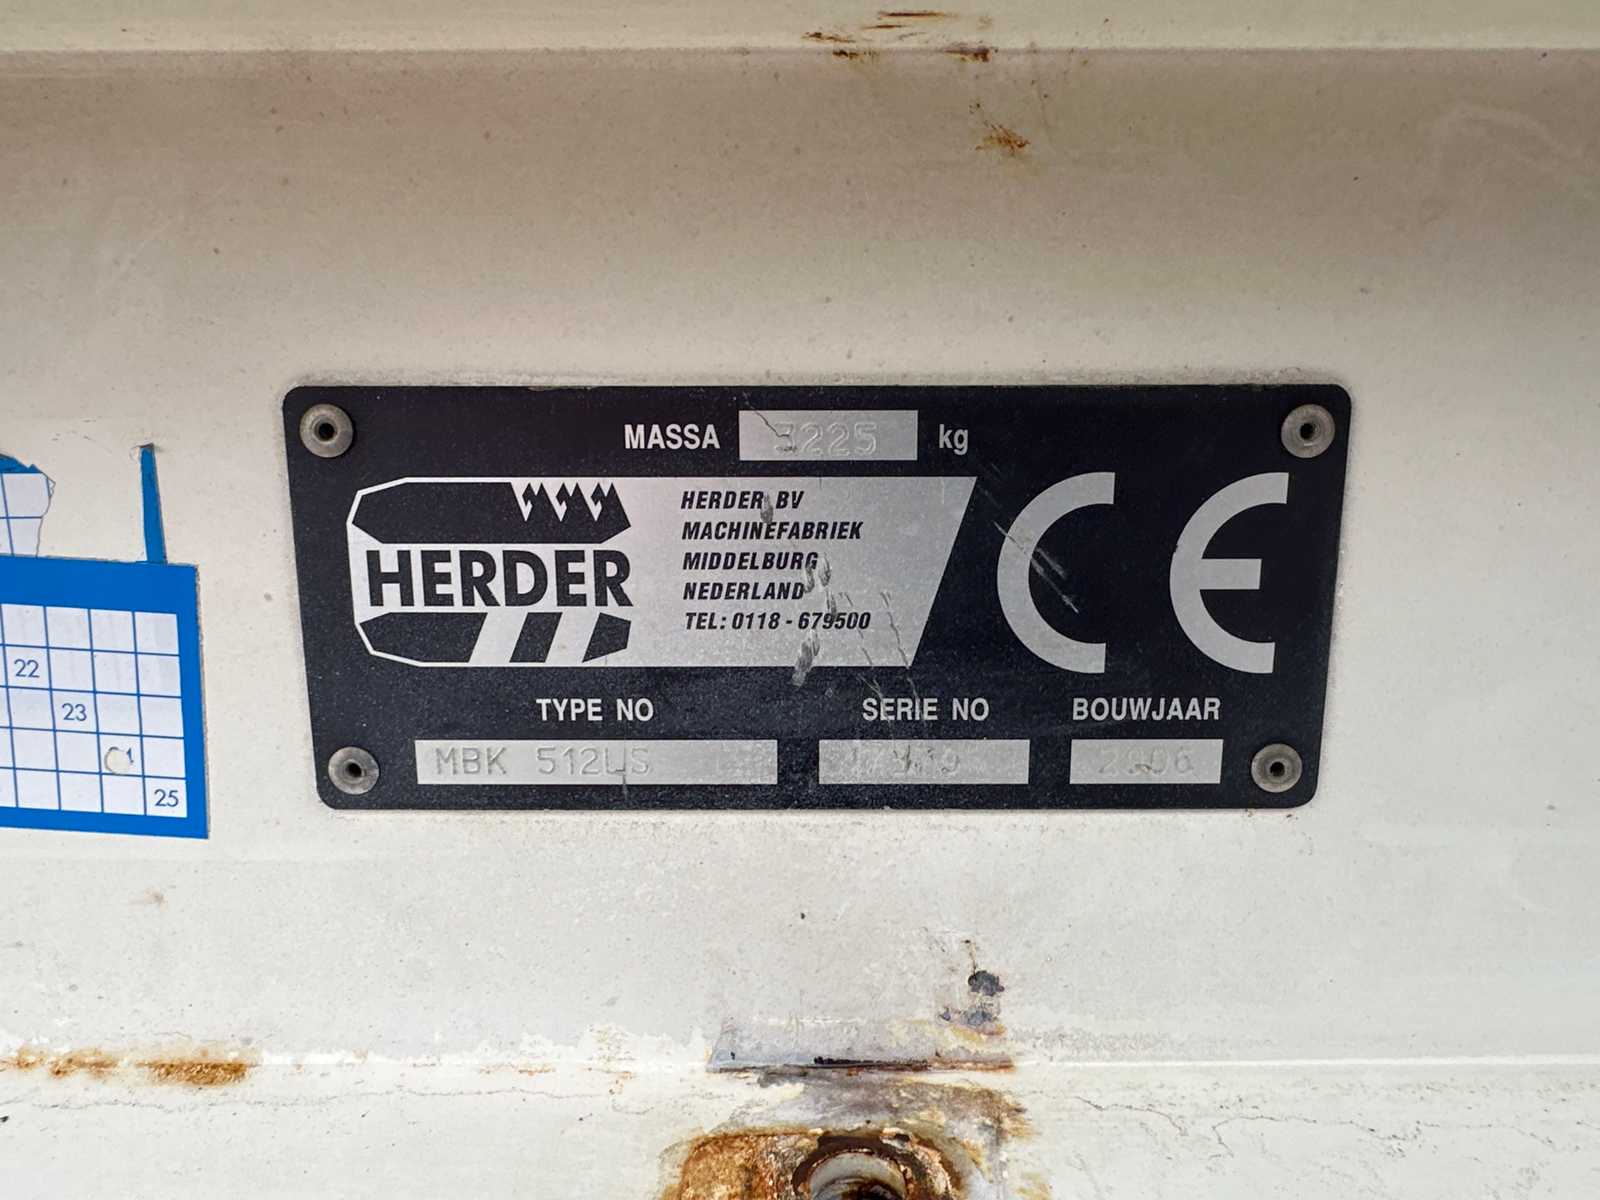 MASSA 3225 kg
HERDER
HERDER BV
MACHINEFABRIEK
MIDDELBURG
NEDERLAND
TEL: 0118 - 679500
CE
TYPE NO SERIE NO BOUWJAAR
MBK 512US 2006
22
23
25